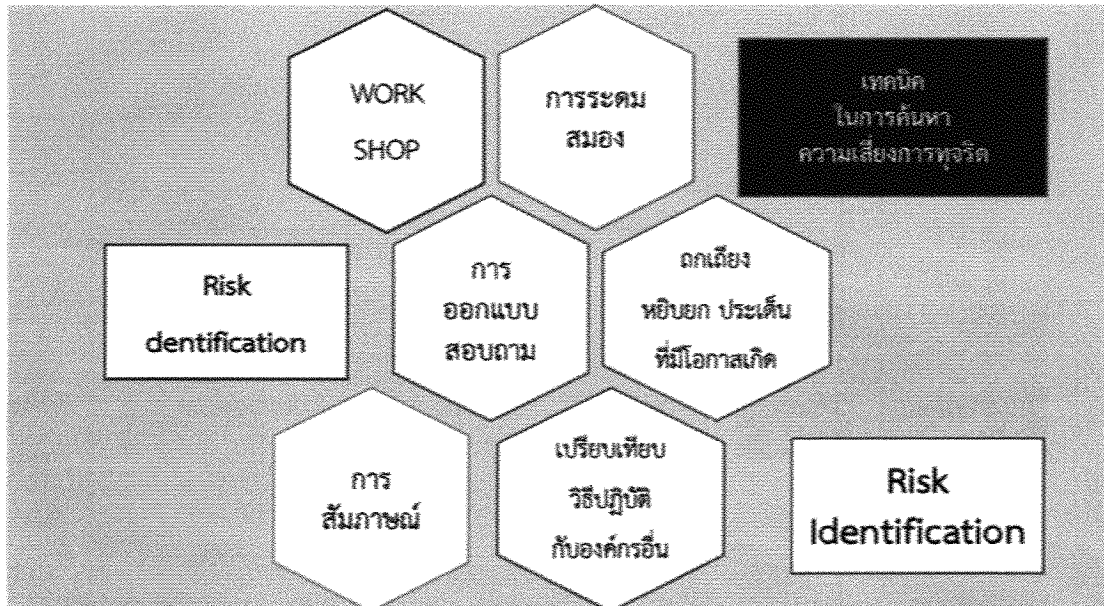 WORK
SHOP
การระดม
สมอง
เทคนิค
ในการค้นหา
ความเสี่ยงการทุจริต
Risk
dentification
การ
ออกแบบ
สอบถาม
ถกเถียง
หยิบยก ประเด็น
ที่มีโอกาสเกิด
การ
สัมภาษณ์
เปรียบเทียบ
วิธีปฏิบัติ
กับองค์กรอื่น
Risk
Identification